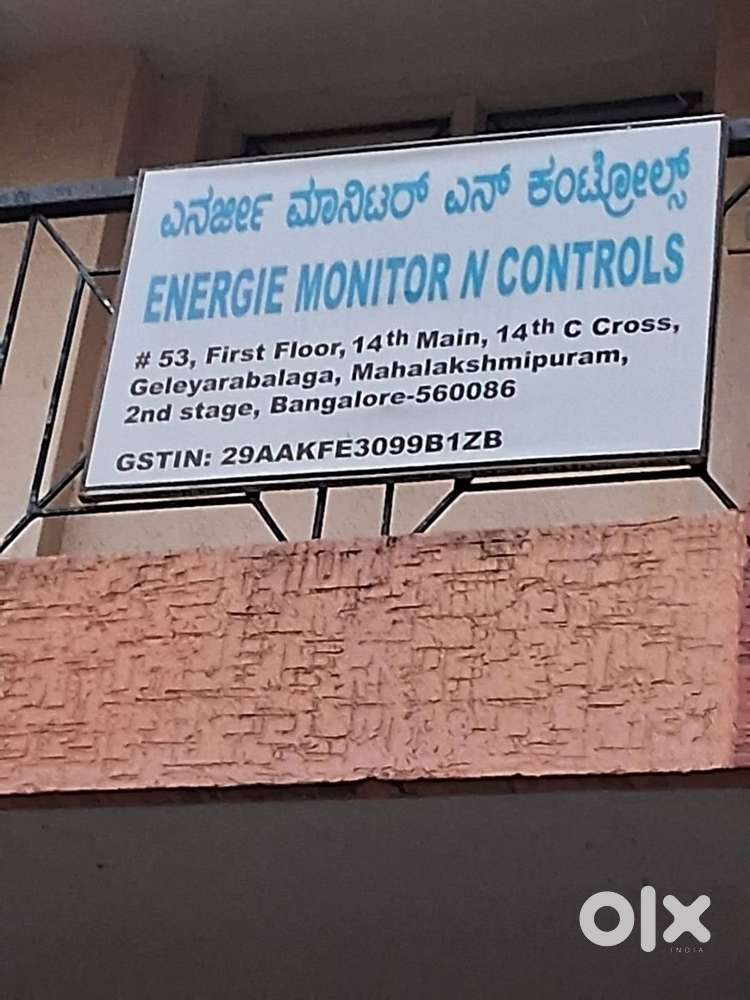 ಎನರ್ಜೀ ಮಾನಿಟರ್ ಎನ್ ಕಂಟ್ರೋಲ್ಸ್
ENERGIE MONITOR N CONTROLS
# 53, First Floor, 14th Main, 14th C Cross,
Geleyarabalaga, Mahalakshmipuram,
2nd stage, Bangalore-560086
GSTIN: 29AAKFE3099B1ZB
olx
INDIA